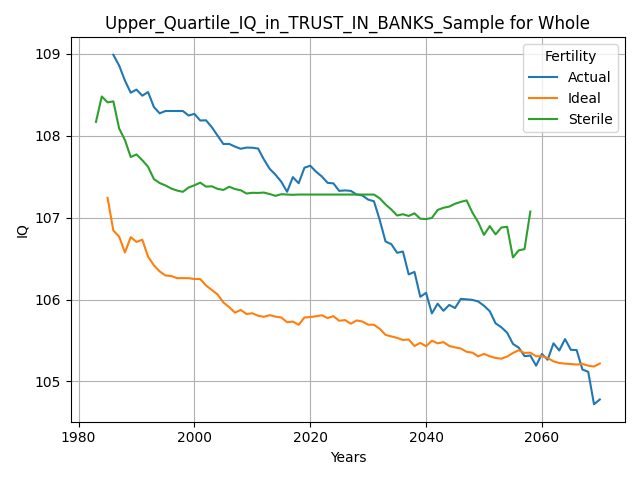 Upper_Quartile_IQ_in_TRUST_IN_BANKS_Sample for Whole
109
108
107
106
105
IQ
1980
2000
2020
2040
2060
Years
Fertility
Actual
Ideal
Sterile